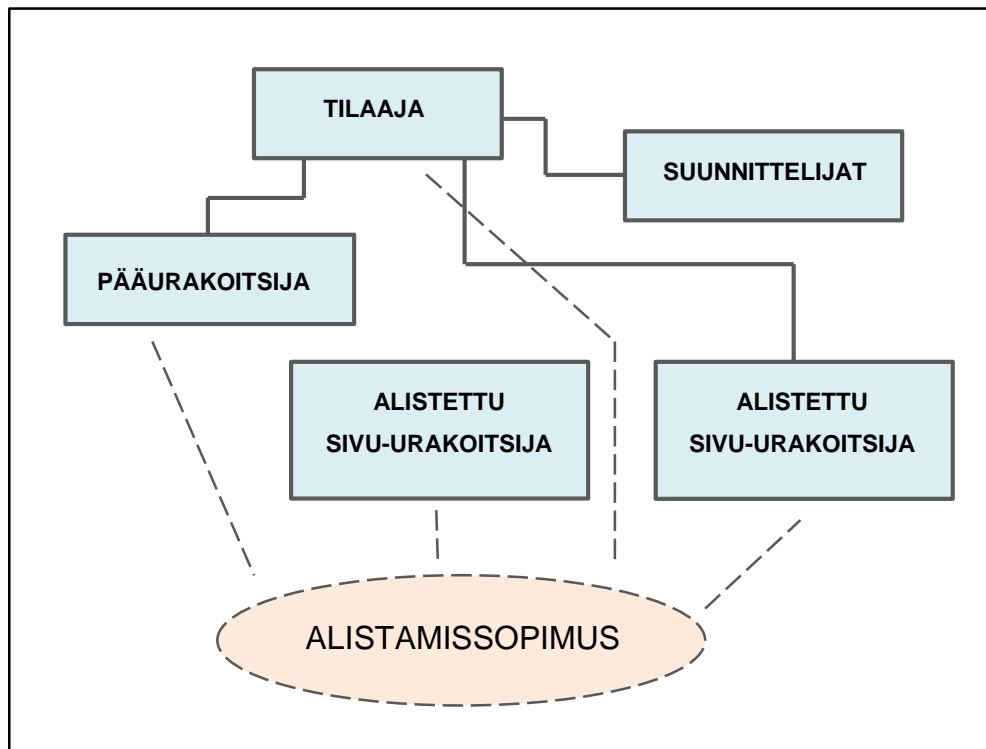 TILAAJA
SUUNNITTELIJAT
PÄÄURAKOITSIJA
ALISTETTU
SIVU-URAKOITSIJA
ALISTETTU
SIVU-URAKOITSIJA
ALISTAMISSOPIMUS